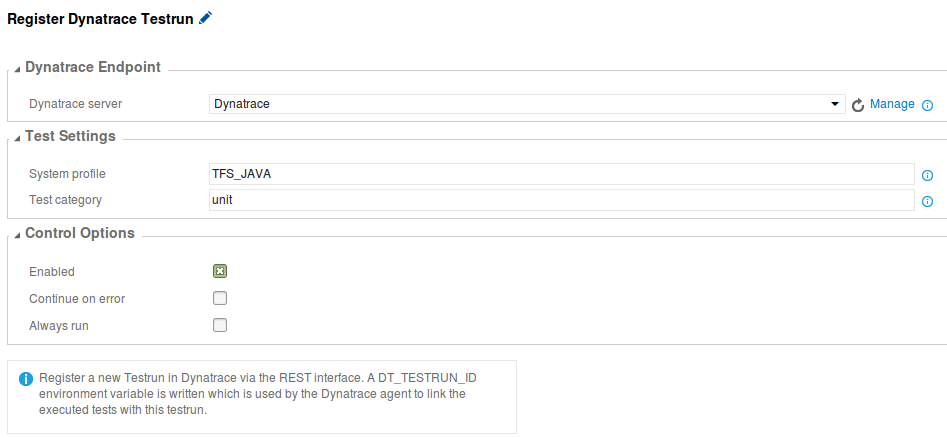 Register Dynatrace Testrun
Dynatrace Endpoint
Dynatrace server Dynatrace Manage
Test Settings
System profile TFS_JAVA
Test category unit
Control Options
Enabled
Continue on error
Always run
Register a new Testrun in Dynatrace via the REST interface. A DT_TESTRUN_ID
environment variable is written which is used by the Dynatrace agent to link the
executed tests with this testrun.